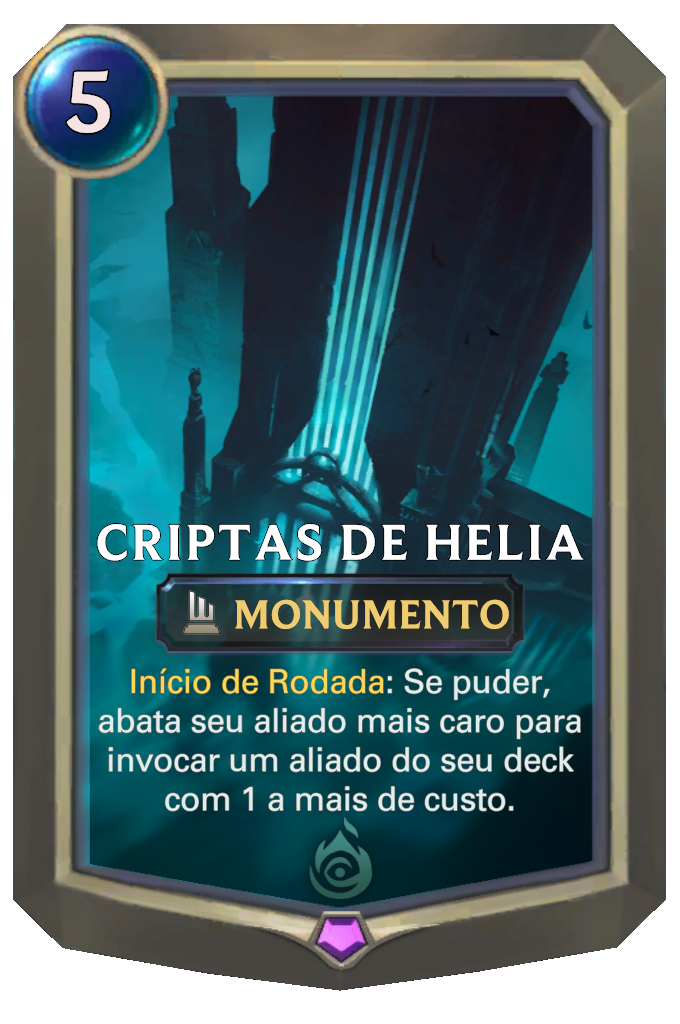 5
CRIPTAS DE HELIA
MONUMENTO
Início de Rodada: Se puder,
abata seu aliado mais caro para
invocar um aliado do seu deck
com 1 a mais de custo.